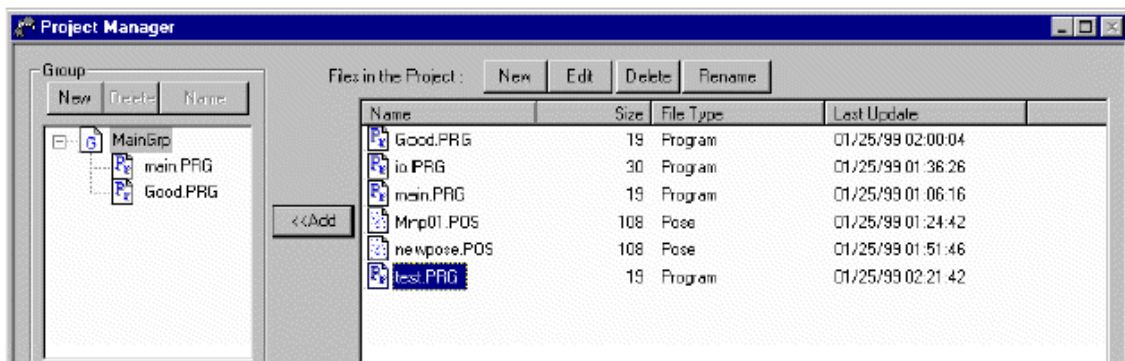 Project Manager
Group
New Delete Name
MainGrp
main.PRG
Good.PRG
<<Add
Files in the Project : New Edit Delete Rename
Name Size File Type Last Update
Good.PRG 19 Program 01/25/99 02:00:04
io.PRG 30 Program 01/25/99 01:36:26
main.PRG 19 Program 01/25/99 01:06:16
Mnp01.POS 108 Pose 01/25/99 01:24:42
newpose.POS 108 Pose 01/25/99 01:51:46
test.PRG 19 Program 01/25/99 02:21:42